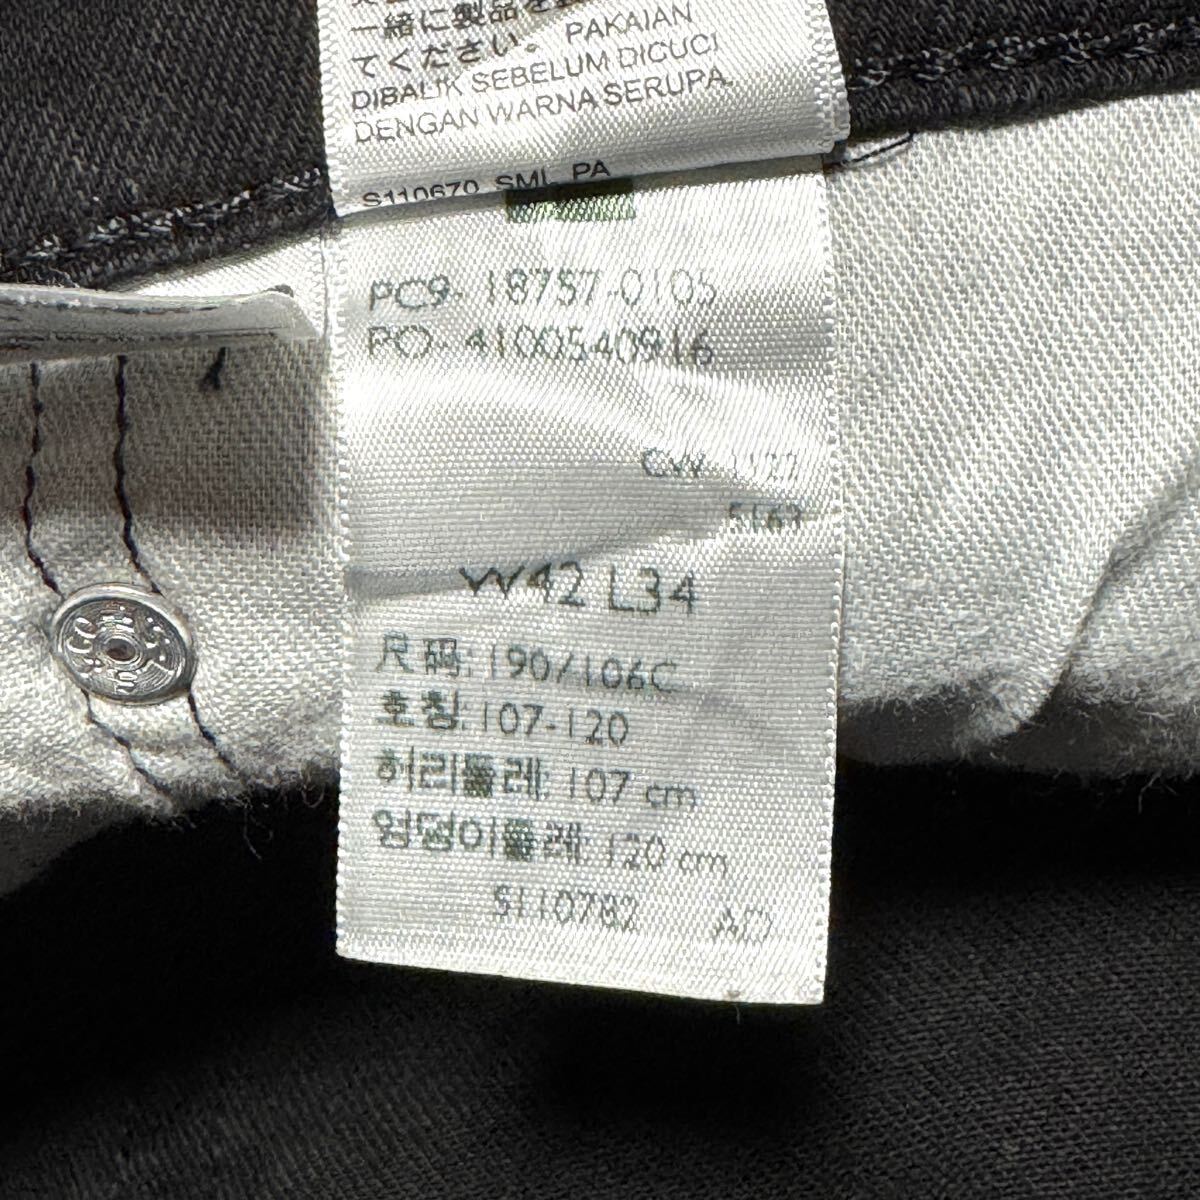 一緒に製品を
てください。PAKAIAN
DIBALIK SEBELUM DICUCI
DENGAN WARNA SERUPA.
S110670 SML PA
PC9- 18757-0105
PO- 4100540916
CW
5163
W42 L34
尺码: 190/106C
호칭: 107-120
허리둘레: 107 cm
엉덩이둘레: 120 cm
S110782 AD